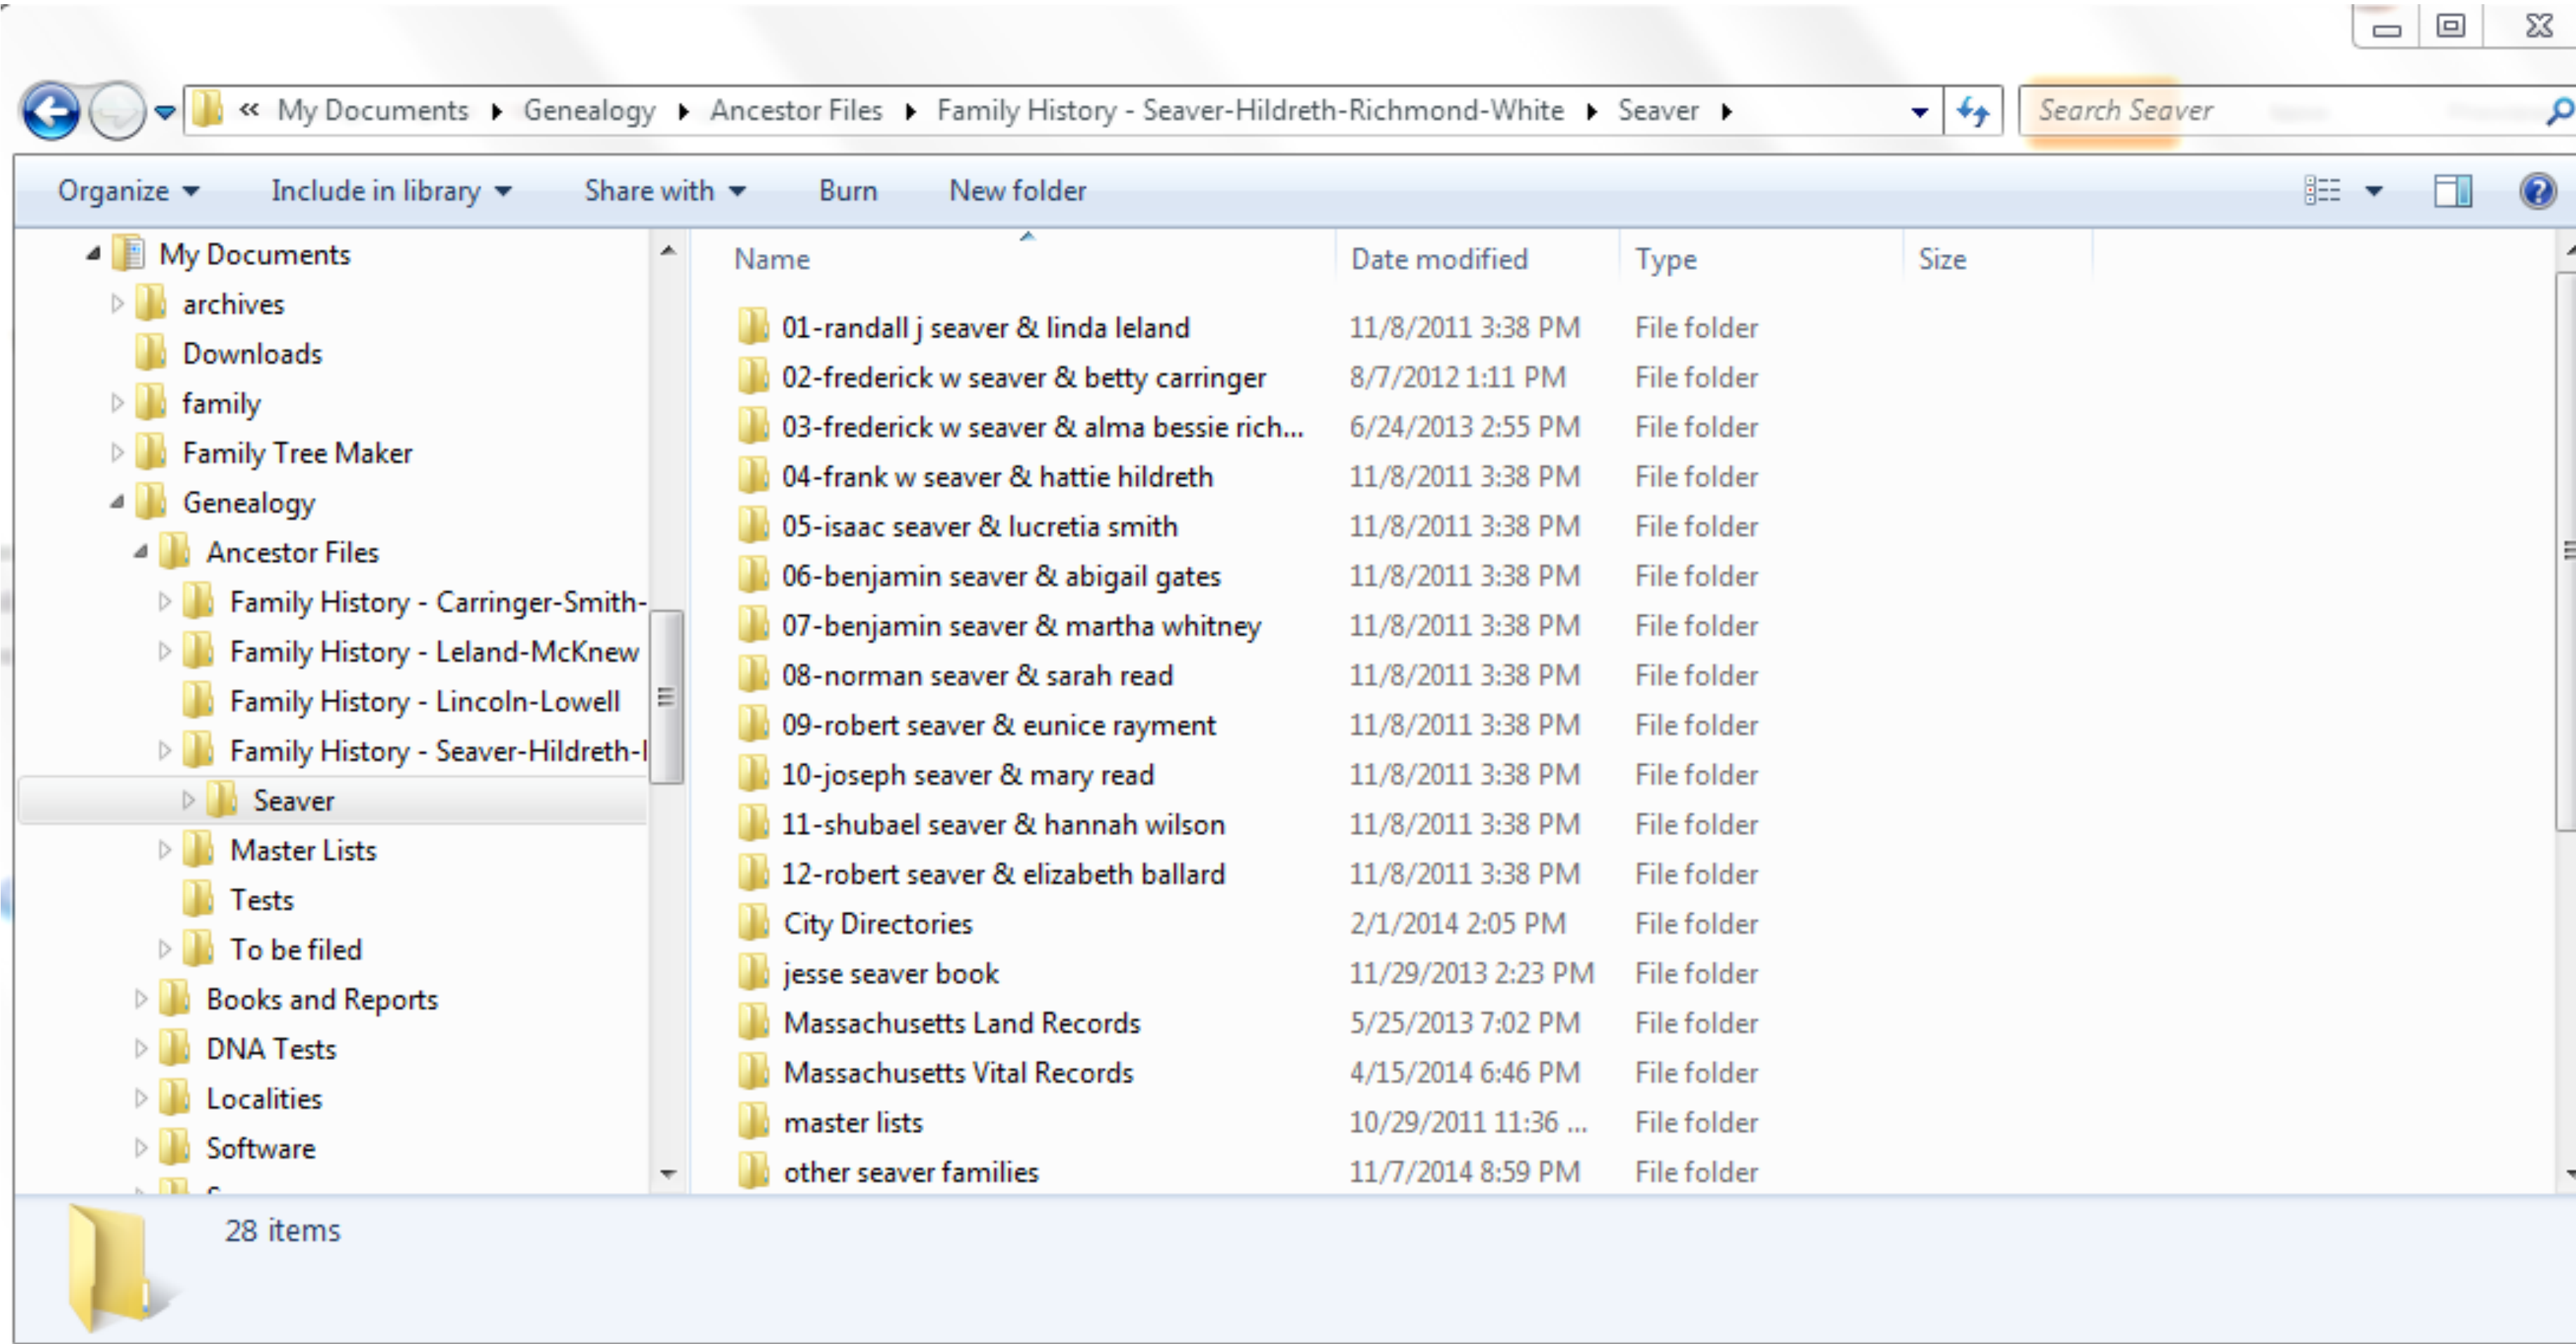 « My Documents Genealogy Ancestor Files Family History - Seaver-Hildreth-Richmond-White Seaver Search Seaver
Organize Include in library Share with Burn New folder
My Documents
archives
Downloads
family
Family Tree Maker
Genealogy
Ancestor Files
Family History - Carringer-Smith-
Family History - Leland-McKnew
Family History - Lincoln-Lowell
Family History - Seaver-Hildreth-
Seaver
Master Lists
Tests
To be filed
Books and Reports
DNA Tests
Localities
Software
Name Date modified Type Size
01-randall j seaver & linda leland 11/8/2011 3:38 PM File folder
02-frederick w seaver & betty carringer 8/7/2012 1:11 PM File folder
03-frederick w seaver & alma bessie rich... 6/24/2013 2:55 PM File folder
04-frank w seaver & hattie hildreth 11/8/2011 3:38 PM File folder
05-isaac seaver & lucretia smith 11/8/2011 3:38 PM File folder
06-benjamin seaver & abigail gates 11/8/2011 3:38 PM File folder
07-benjamin seaver & martha whitney 11/8/2011 3:38 PM File folder
08-norman seaver & sarah read 11/8/2011 3:38 PM File folder
09-robert seaver & eunice rayment 11/8/2011 3:38 PM File folder
10-joseph seaver & mary read 11/8/2011 3:38 PM File folder
11-shubael seaver & hannah wilson 11/8/2011 3:38 PM File folder
12-robert seaver & elizabeth ballard 11/8/2011 3:38 PM File folder
City Directories 2/1/2014 2:05 PM File folder
jesse seaver book 11/29/2013 2:23 PM File folder
Massachusetts Land Records 5/25/2013 7:02 PM File folder
Massachusetts Vital Records 4/15/2014 6:46 PM File folder
master lists 10/29/2011 11:36 ... File folder
other seaver families 11/7/2014 8:59 PM File folder
28 items